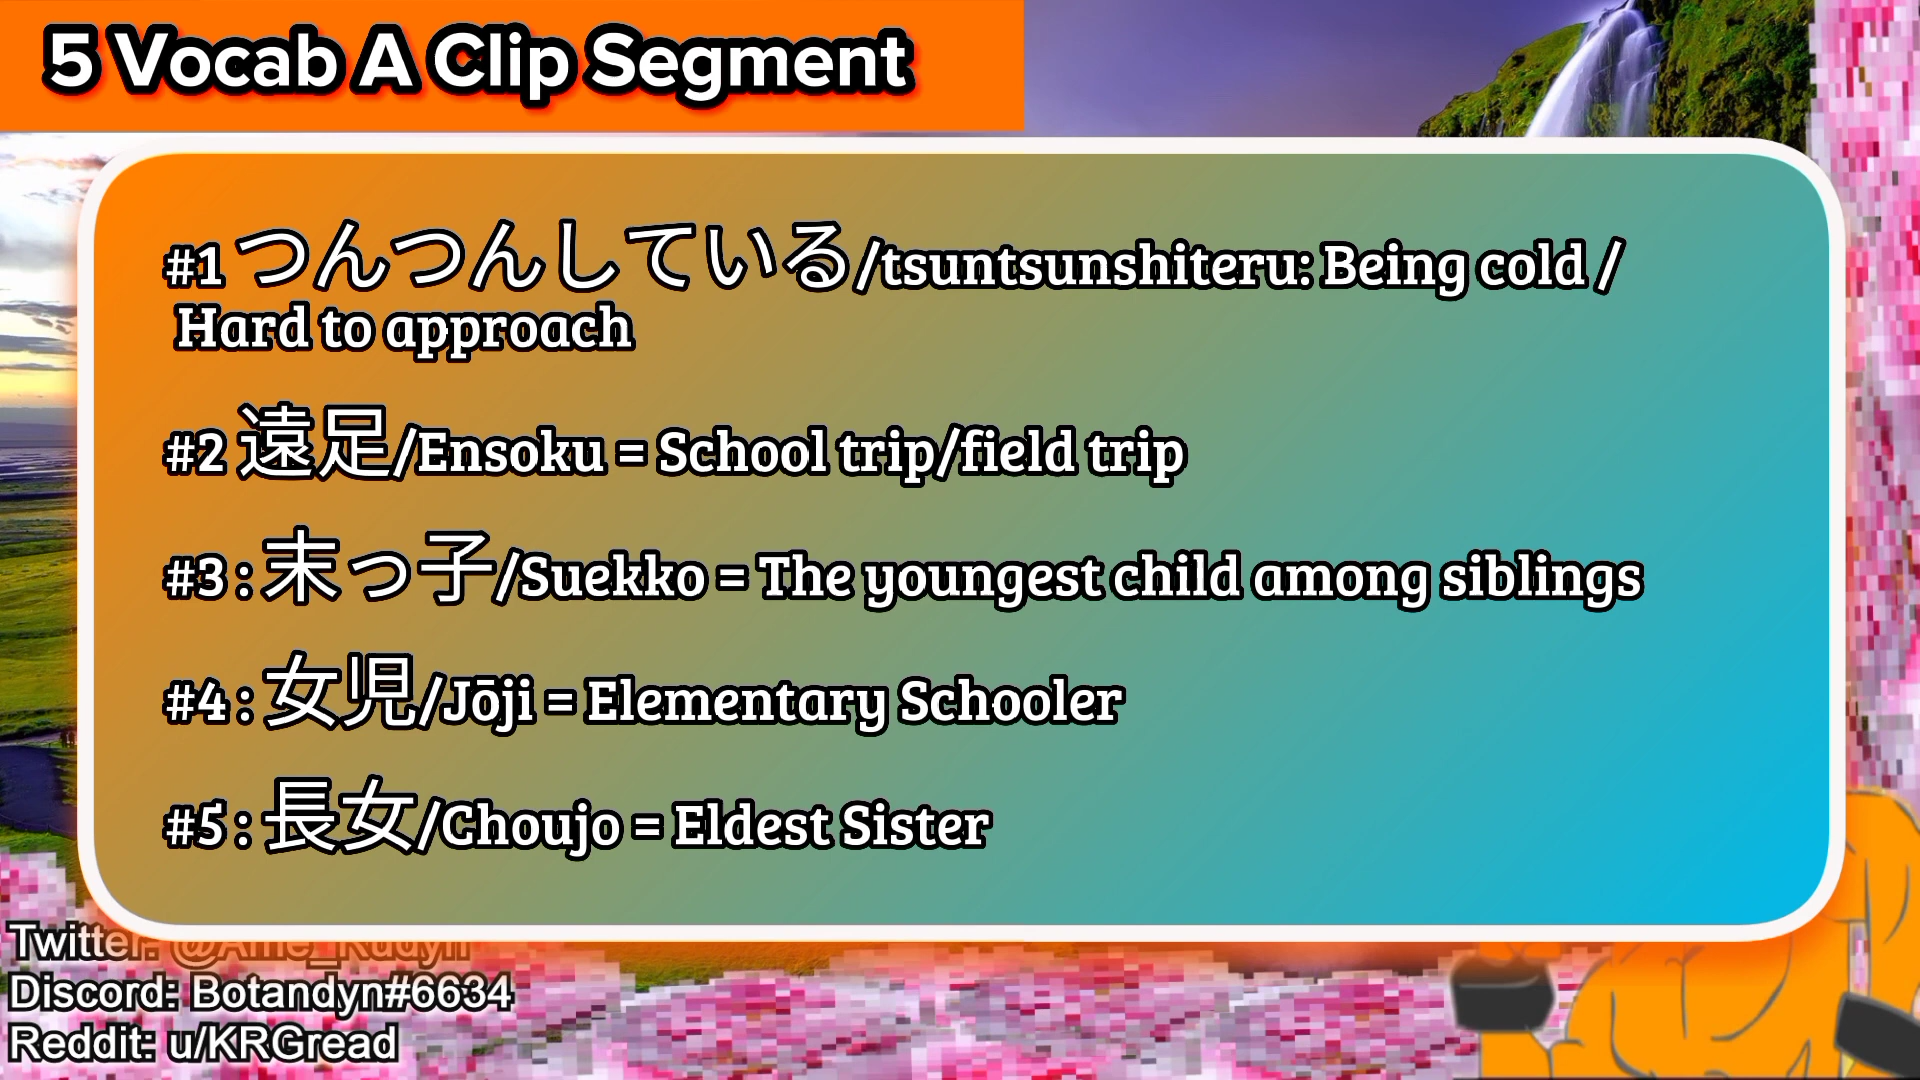 5 Vocab A Clip Segment
#1 つんつんしている/tsuntsunshiteru: Being cold /
Hard to approach
#2 遠足/Ensoku = School trip/field trip
#3 : 末っ子/Suekko = The youngest child among siblings
#4 : 女児/Jōji = Elementary Schooler
#5 : 長女/Choujo = Eldest Sister
Twitter:
Discord: Botandyn#6634
Reddit: u/KRGread